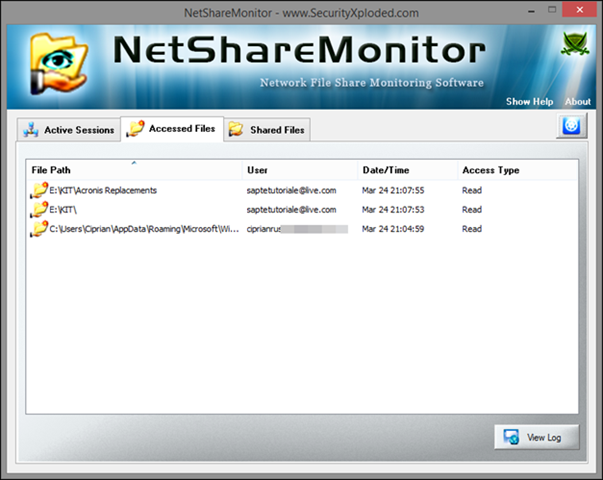 NetShareMonitor - www.SecurityXploded.com
NetShareMonitor
Network File Share Monitoring Software
Show Help About
Active Sessions Accessed Files Shared Files
File Path User Date/Time Access Type
E:\KIT\Acronis Replacements saptetutoriale@live.com Mar 24 21:07:55 Read
E:\KIT\ saptetutoriale@live.com Mar 24 21:07:53 Read
C:\Users\Ciprian\AppData\Roaming\Microsoft\Wi... ciprianrus Mar 24 21:04:59 Read
View Log